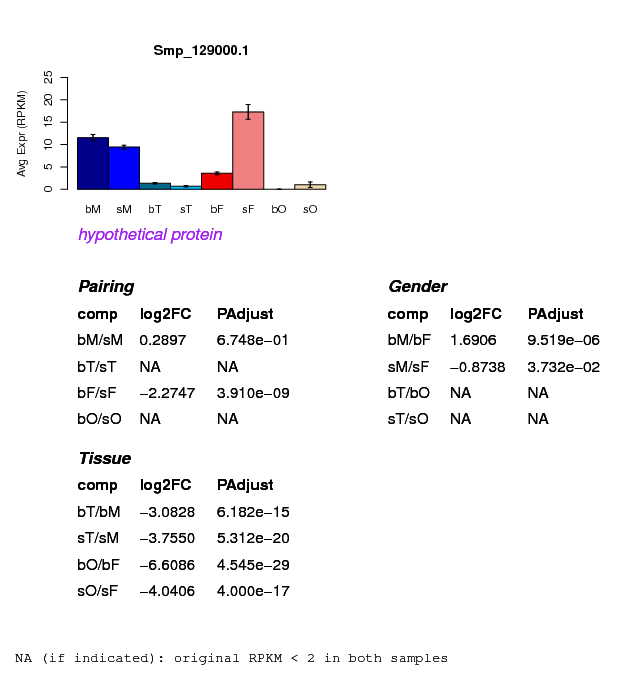 Smp_129000.1
Avg Expr (RPKM)
0 5 10 15 20 25
bM sM bT sT bF sF bO sO
hypothetical protein
Pairing
comp log2FC PAdjust
bM/sM 0.2897 6.748e−01
bT/sT NA NA
bF/sF −2.2747 3.910e−09
bO/sO NA NA
Gender
comp log2FC PAdjust
bM/bF 1.6906 9.519e−06
sM/sF −0.8738 3.732e−02
bT/bO NA NA
sT/sO NA NA
Tissue
comp log2FC PAdjust
bT/bM −3.0828 6.182e−15
sT/sM −3.7550 5.312e−20
bO/bF −6.6086 4.545e−29
sO/sF −4.0406 4.000e−17
NA (if indicated): original RPKM < 2 in both samples